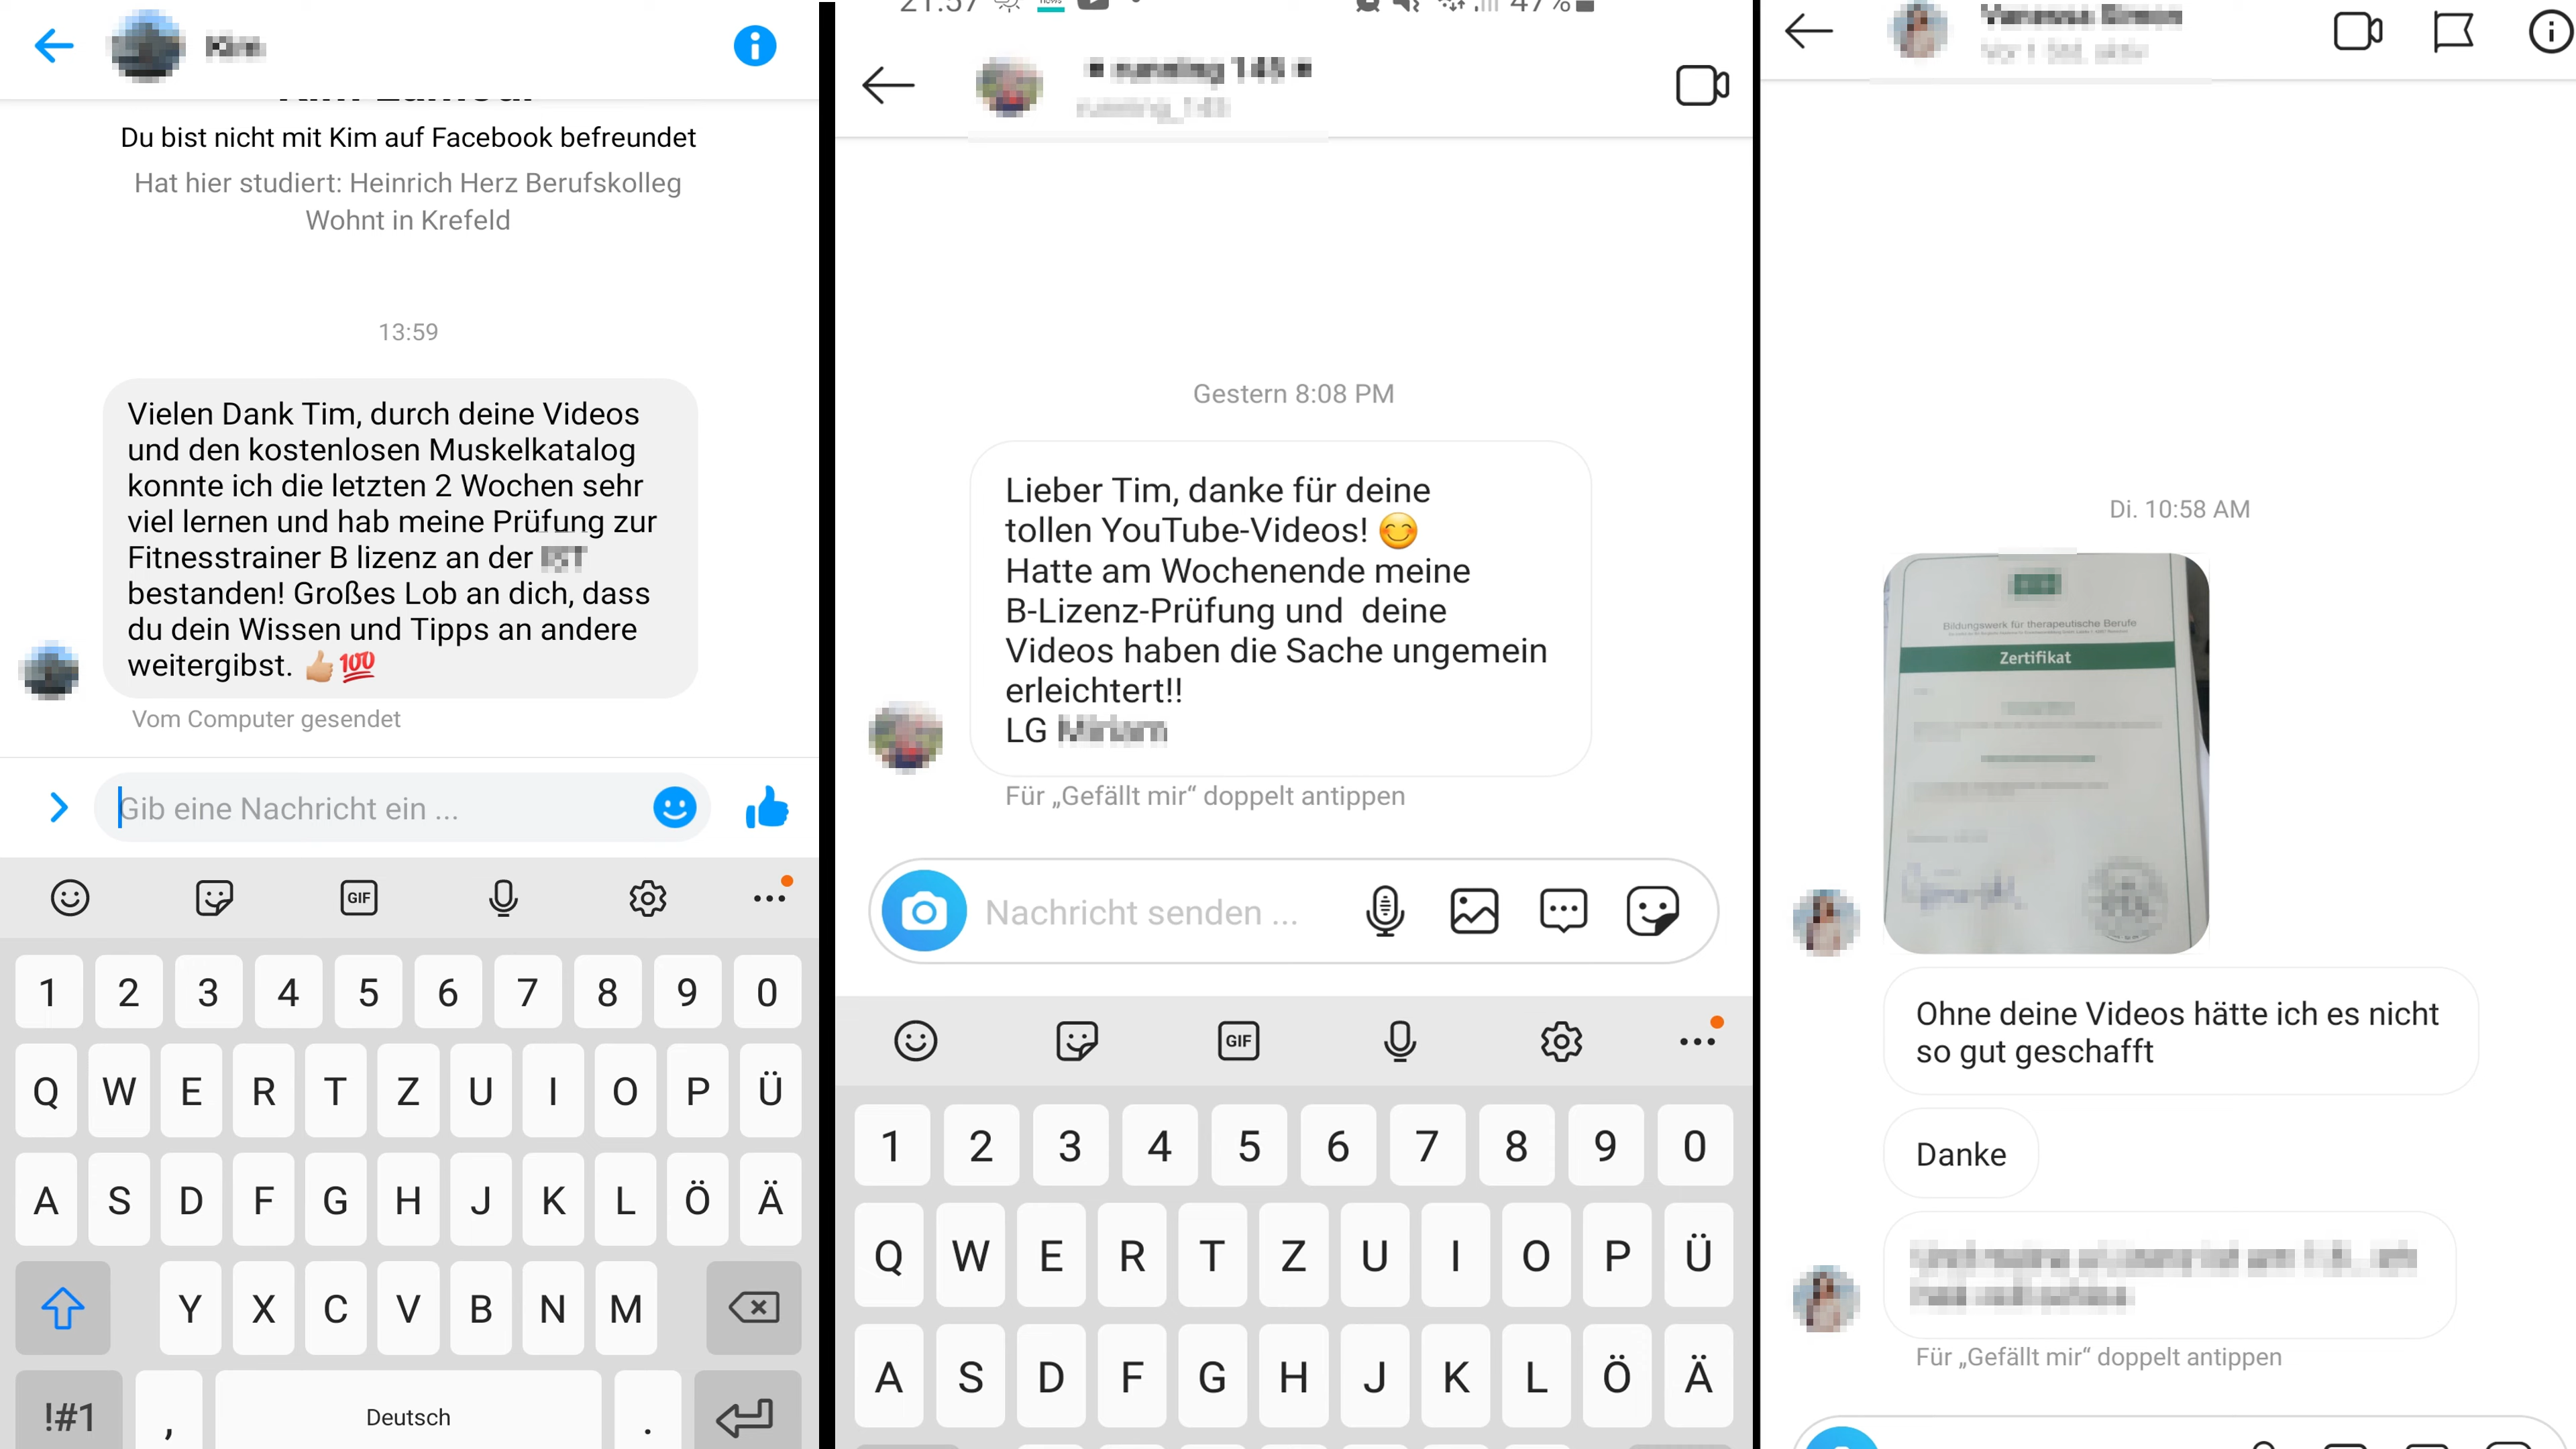 Du bist nicht mit Kim auf Facebook befreundet
Hat hier studiert: Heinrich Herz Berufskolleg
Wohnt in Krefeld
13:59
Vielen Dank Tim, durch deine Videos
und den kostenlosen Muskelkatalog
konnte ich die letzten 2 Wochen sehr
viel lernen und hab meine Prüfung zur
Fitnesstrainer B lizenz an der
bestanden! Großes Lob an dich, dass
du dein Wissen und Tipps an andere
weitergibst. 👍🏼💯
Vom Computer gesendet
Gib eine Nachricht ein ...
GIF
1 2 3 4 5 6 7 8 9 0
Q W E R T Z U I O P Ü
A S D F G H J K L Ö Ä
Y X C V B N M
!#1 , Deutsch .
21:57 47%
Gestern 8:08 PM
Lieber Tim, danke für deine
tollen YouTube-Videos! 😊
Hatte am Wochenende meine
B-Lizenz-Prüfung und deine
Videos haben die Sache ungemein
erleichtert!!
LG
Für „Gefällt mir“ doppelt antippen
Nachricht senden ...
GIF
1 2 3 4 5 6 7 8 9 0
Q W E R T Z U I O P Ü
A S D F G H J K L Ö Ä
Di. 10:58 AM
Bildungswerk für therapeutische Berufe
Zertifikat
Ohne deine Videos hätte ich es nicht
so gut geschafft
Danke
Für „Gefällt mir“ doppelt antippen